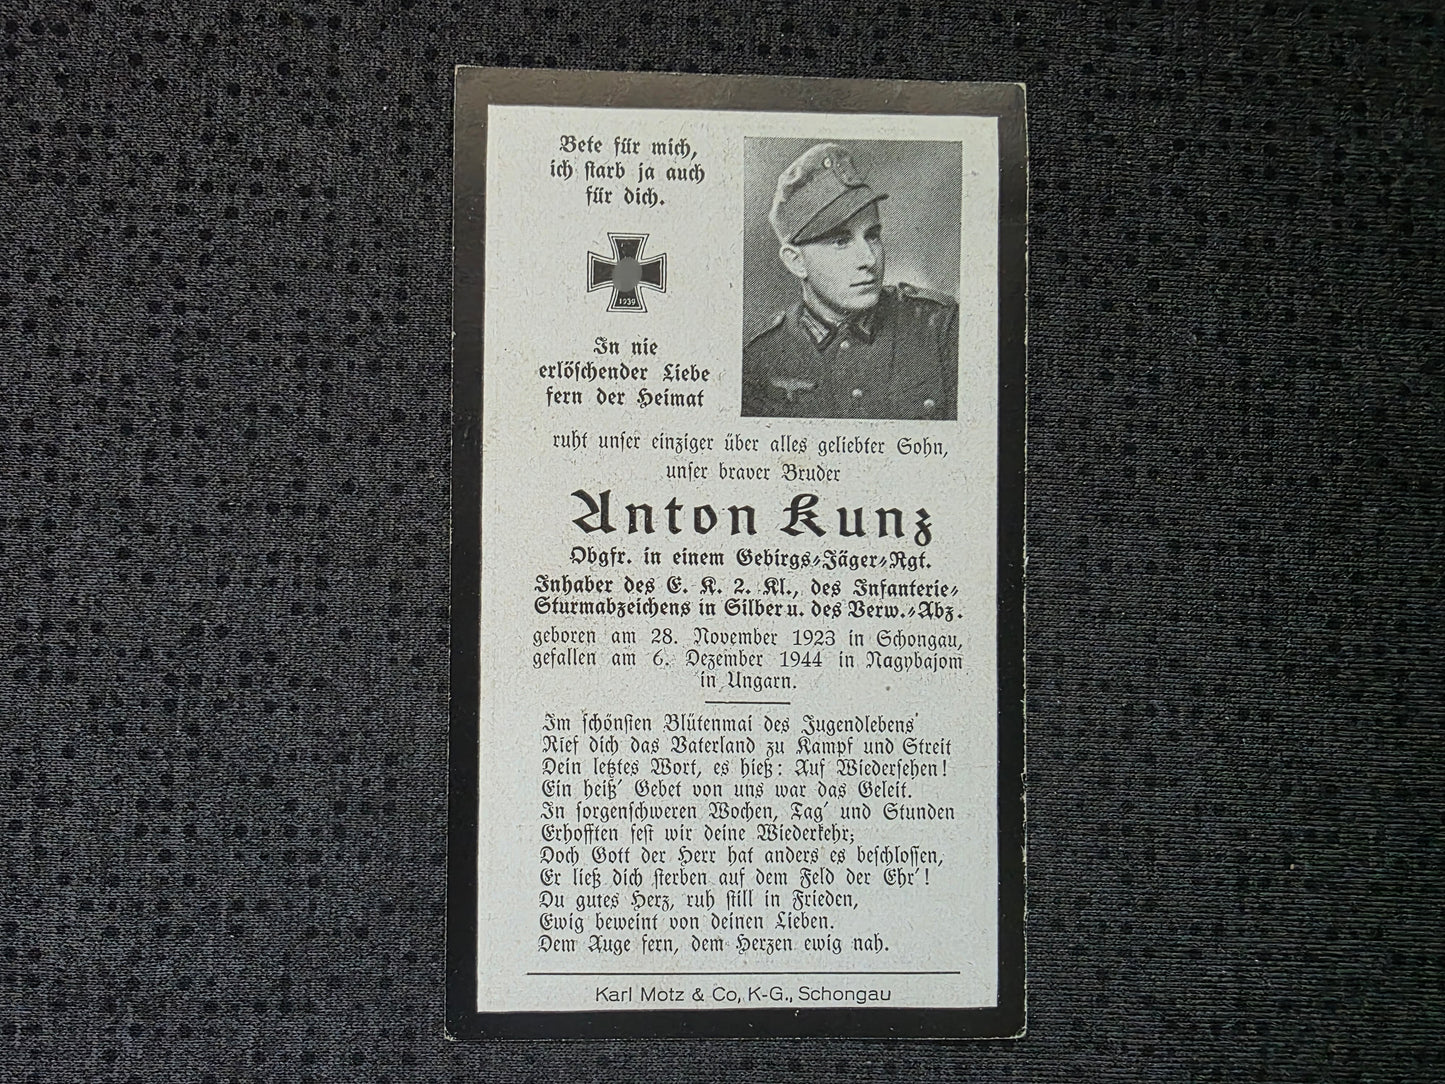 Bete für mich,
ich starb ja auch
für dich.
1939
In nie
erlöschender Liebe
fern der Heimat
ruht unser einziger über alles geliebter Sohn,
unser braver Bruder
Anton Kunz
Obgfr. in einem Gebirgs-Jäger-Rgt.
Inhaber des E. K. 2. Kl., des Infanterie-
Sturmabzeichens in Silber u. des Verw.-Abz.
geboren am 28. November 1923 in Schongau,
gefallen am 6. Dezember 1944 in Nagybajom
in Ungarn.
Im schönsten Blütenmai des Jugendlebens'
Rief dich das Vaterland zu Kampf und Streit
Dein letztes Wort, es hieß: Auf Wiedersehen!
Ein heiß' Gebet von uns war das Geleit.
In sorgenschweren Wochen, Tag' und Stunden
Erhofften fest wir deine Wiederkehr;
Doch Gott der Herr hat anders es beschlossen,
Er ließ dich sterben auf dem Feld der Ehr'!
Du gutes Herz, ruh still in Frieden,
Ewig beweint von deinen Lieben.
Dem Auge fern, dem Herzen ewig nah.
Karl Motz & Co, K-G., Schongau